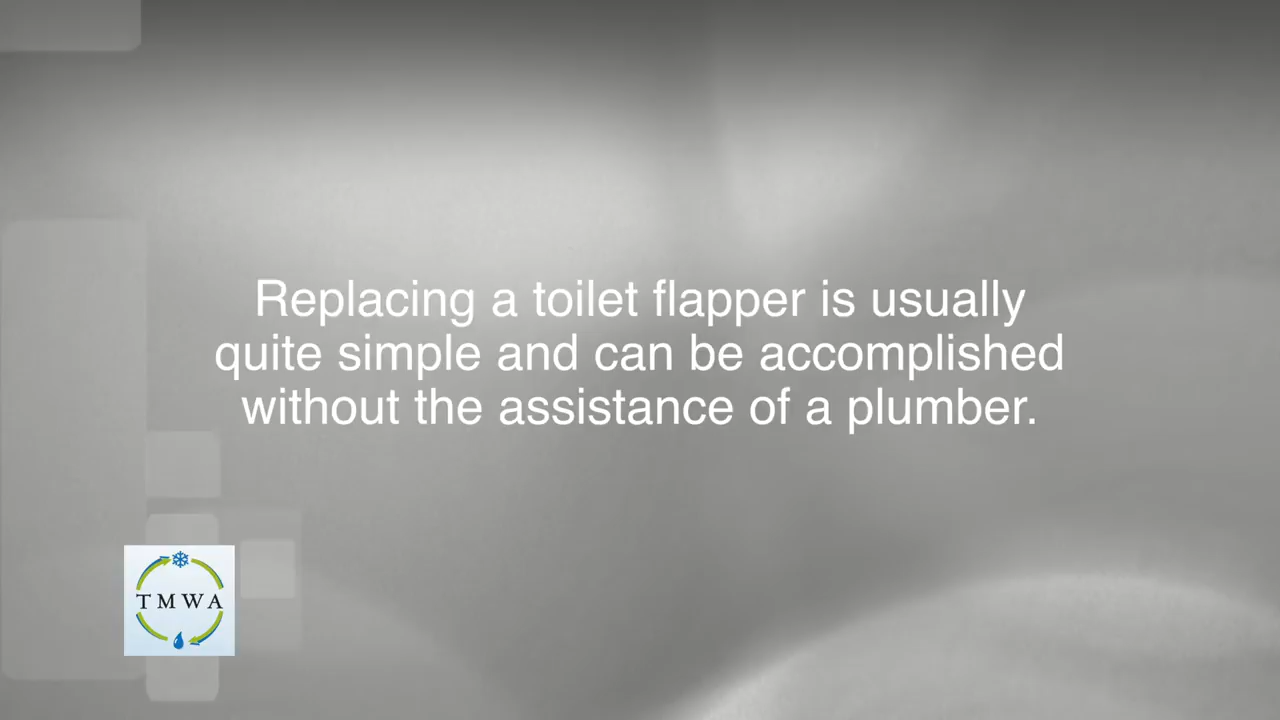 Replacing a toilet flapper is usually
quite simple and can be accomplished
without the assistance of a plumber.
TMWA